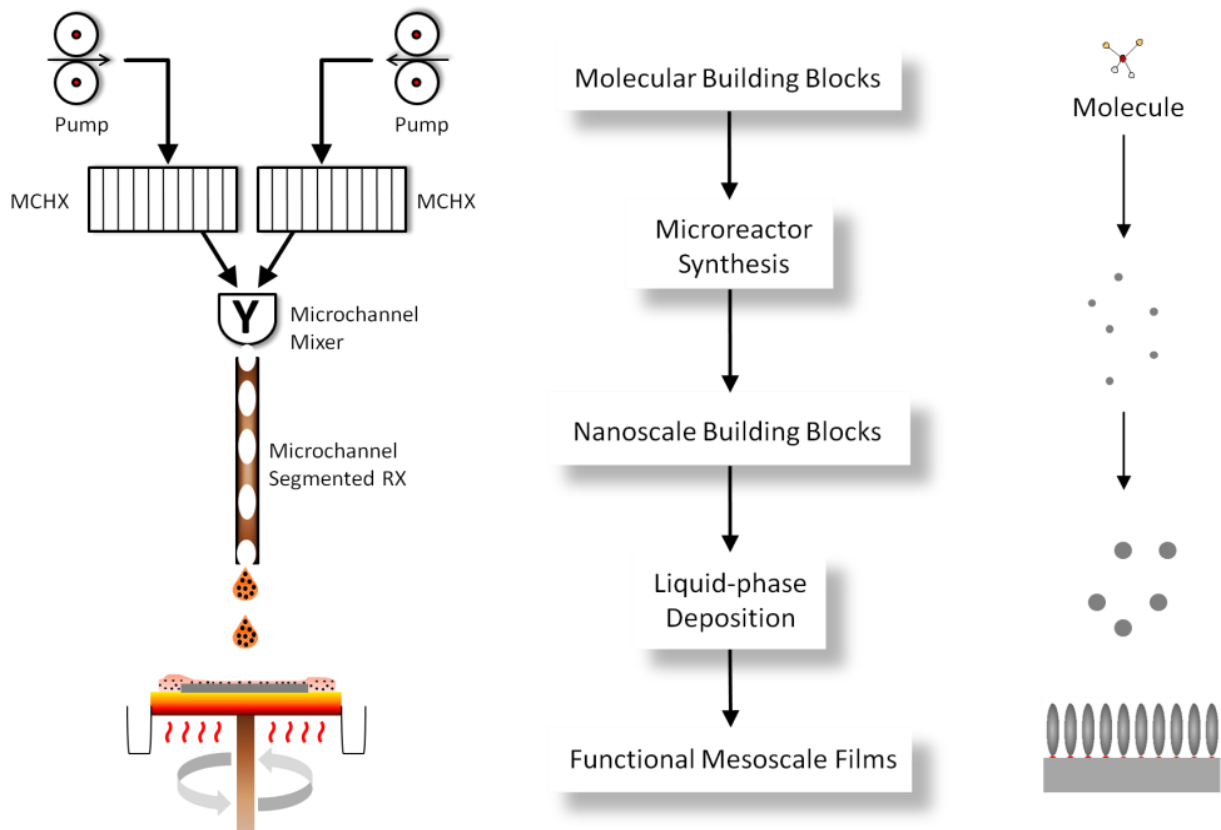 Pump
Pump
MCHX
MCHX
Y
Microchannel
Mixer
Microchannel
Segmented RX
Molecular Building Blocks
Microreactor
Synthesis
Nanoscale Building Blocks
Liquid-phase
Deposition
Functional Mesoscale Films
Molecule